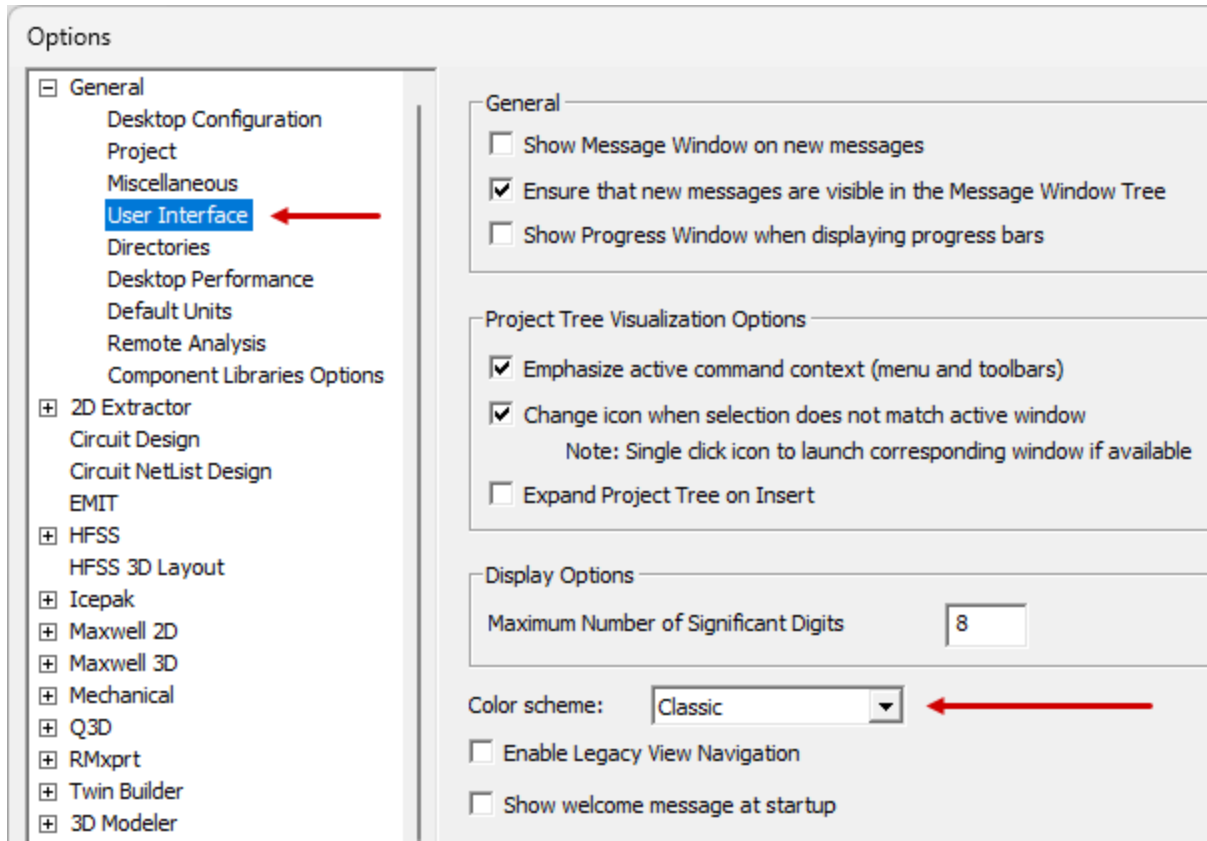 Options
General
Desktop Configuration
Project
Miscellaneous
User Interface
Directories
Desktop Performance
Default Units
Remote Analysis
Component Libraries Options
2D Extractor
Circuit Design
Circuit NetList Design
EMIT
HFSS
HFSS 3D Layout
Icepak
Maxwell 2D
Maxwell 3D
Mechanical
Q3D
RMxprt
Twin Builder
3D Modeler
General
Show Message Window on new messages
Ensure that new messages are visible in the Message Window Tree
Show Progress Window when displaying progress bars
Project Tree Visualization Options
Emphasize active command context (menu and toolbars)
Change icon when selection does not match active window
Note: Single click icon to launch corresponding window if available
Expand Project Tree on Insert
Display Options
Maximum Number of Significant Digits 8
Color scheme: Classic
Enable Legacy View Navigation
Show welcome message at startup